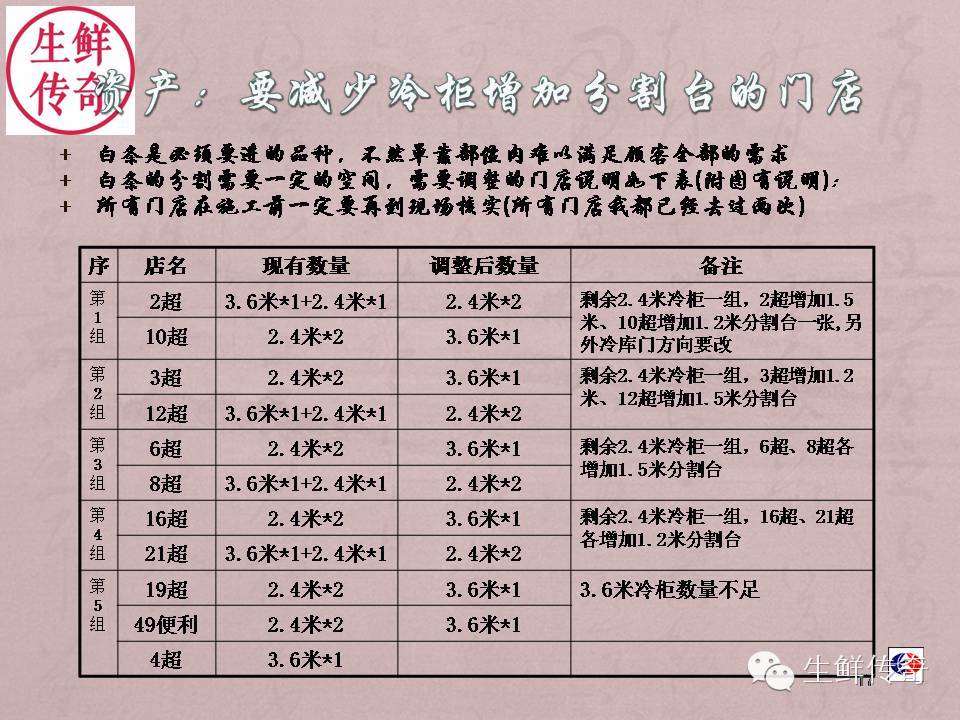 生鲜
传奇
资产：要减少冷柜增加分割台的门店
白条是必须要进的品种，不然单靠部位肉难以满足顾客全部的需求
白条的分割需要一定的空间，需要调整的门店说明如下表(附图有说明)：
所有门店在施工前一定要再到现场核实(所有门店我都已经去过两次)
序 店名 现有数量 调整后数量 备注
第1组 2超 3.6米*1+2.4米*1 2.4米*2 剩余2.4米冷柜一组，2超增加1.5
米、10超增加1.2米分割台一张,另
外冷库门方向要改
10超 2.4米*2 3.6米*1
第2组 3超 2.4米*2 3.6米*1 剩余2.4米冷柜一组，3超增加1.2
米、12超增加1.5米分割台
12超 3.6米*1+2.4米*1 2.4米*2
第3组 6超 2.4米*2 3.6米*1 剩余2.4米冷柜一组，6超、8超各
增加1.5米分割台
8超 3.6米*1+2.4米*1 2.4米*2
第4组 16超 2.4米*2 3.6米*1 剩余2.4米冷柜一组，16超、21超
各增加1.2米分割台
21超 3.6米*1+2.4米*1 2.4米*2
第5组 19超 2.4米*2 3.6米*1 3.6米冷柜数量不足
49便利 2.4米*2 3.6米*1
4超 3.6米*1
生鲜传奇